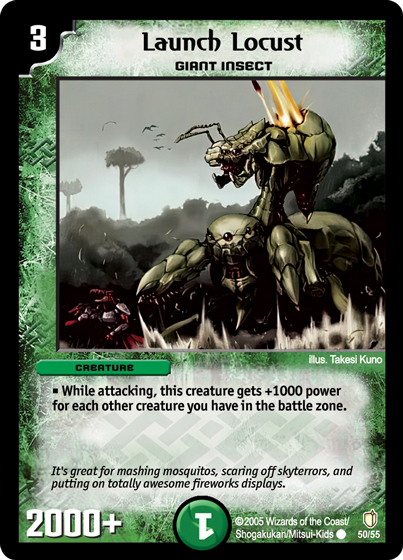 3
Launch Locust
GIANT INSECT
illus. Takesi Kuno
CREATURE
▪ While attacking, this creature gets +1000 power
for each other creature you have in the battle zone.
It's great for mashing mosquitos, scaring off skyterrors, and
putting on totally awesome fireworks displays.
2000+
©2005 Wizards of the Coast/
Shogakukan/Mitsui-Kids ● 50/55